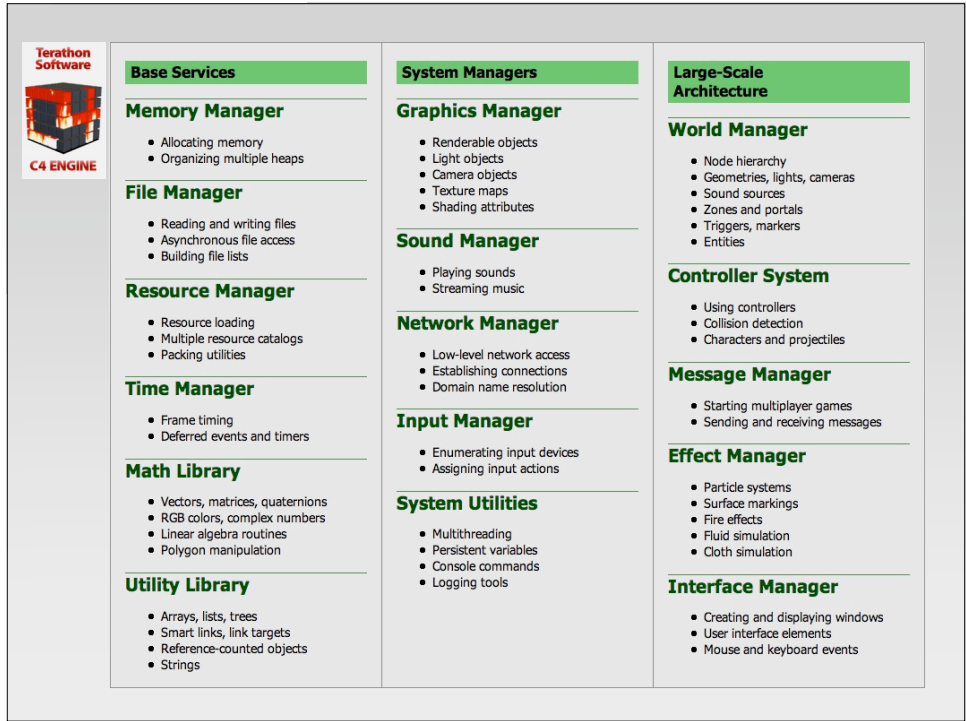 Terathon
Software
C4 ENGINE
Base Services
Memory Manager
Allocating memory
Organizing multiple heaps
File Manager
Reading and writing files
Asynchronous file access
Building file lists
Resource Manager
Resource loading
Multiple resource catalogs
Packing utilities
Time Manager
Frame timing
Deferred events and timers
Math Library
Vectors, matrices, quaternions
RGB colors, complex numbers
Linear algebra routines
Polygon manipulation
Utility Library
Arrays, lists, trees
Smart links, link targets
Reference-counted objects
Strings
System Managers
Graphics Manager
Renderable objects
Light objects
Camera objects
Texture maps
Shading attributes
Sound Manager
Playing sounds
Streaming music
Network Manager
Low-level network access
Establishing connections
Domain name resolution
Input Manager
Enumerating input devices
Assigning input actions
System Utilities
Multithreading
Persistent variables
Console commands
Logging tools
Large-Scale
Architecture
World Manager
Node hierarchy
Geometries, lights, cameras
Sound sources
Zones and portals
Triggers, markers
Entities
Controller System
Using controllers
Collision detection
Characters and projectiles
Message Manager
Starting multiplayer games
Sending and receiving messages
Effect Manager
Particle systems
Surface markings
Fire effects
Fluid simulation
Cloth simulation
Interface Manager
Creating and displaying windows
User interface elements
Mouse and keyboard events